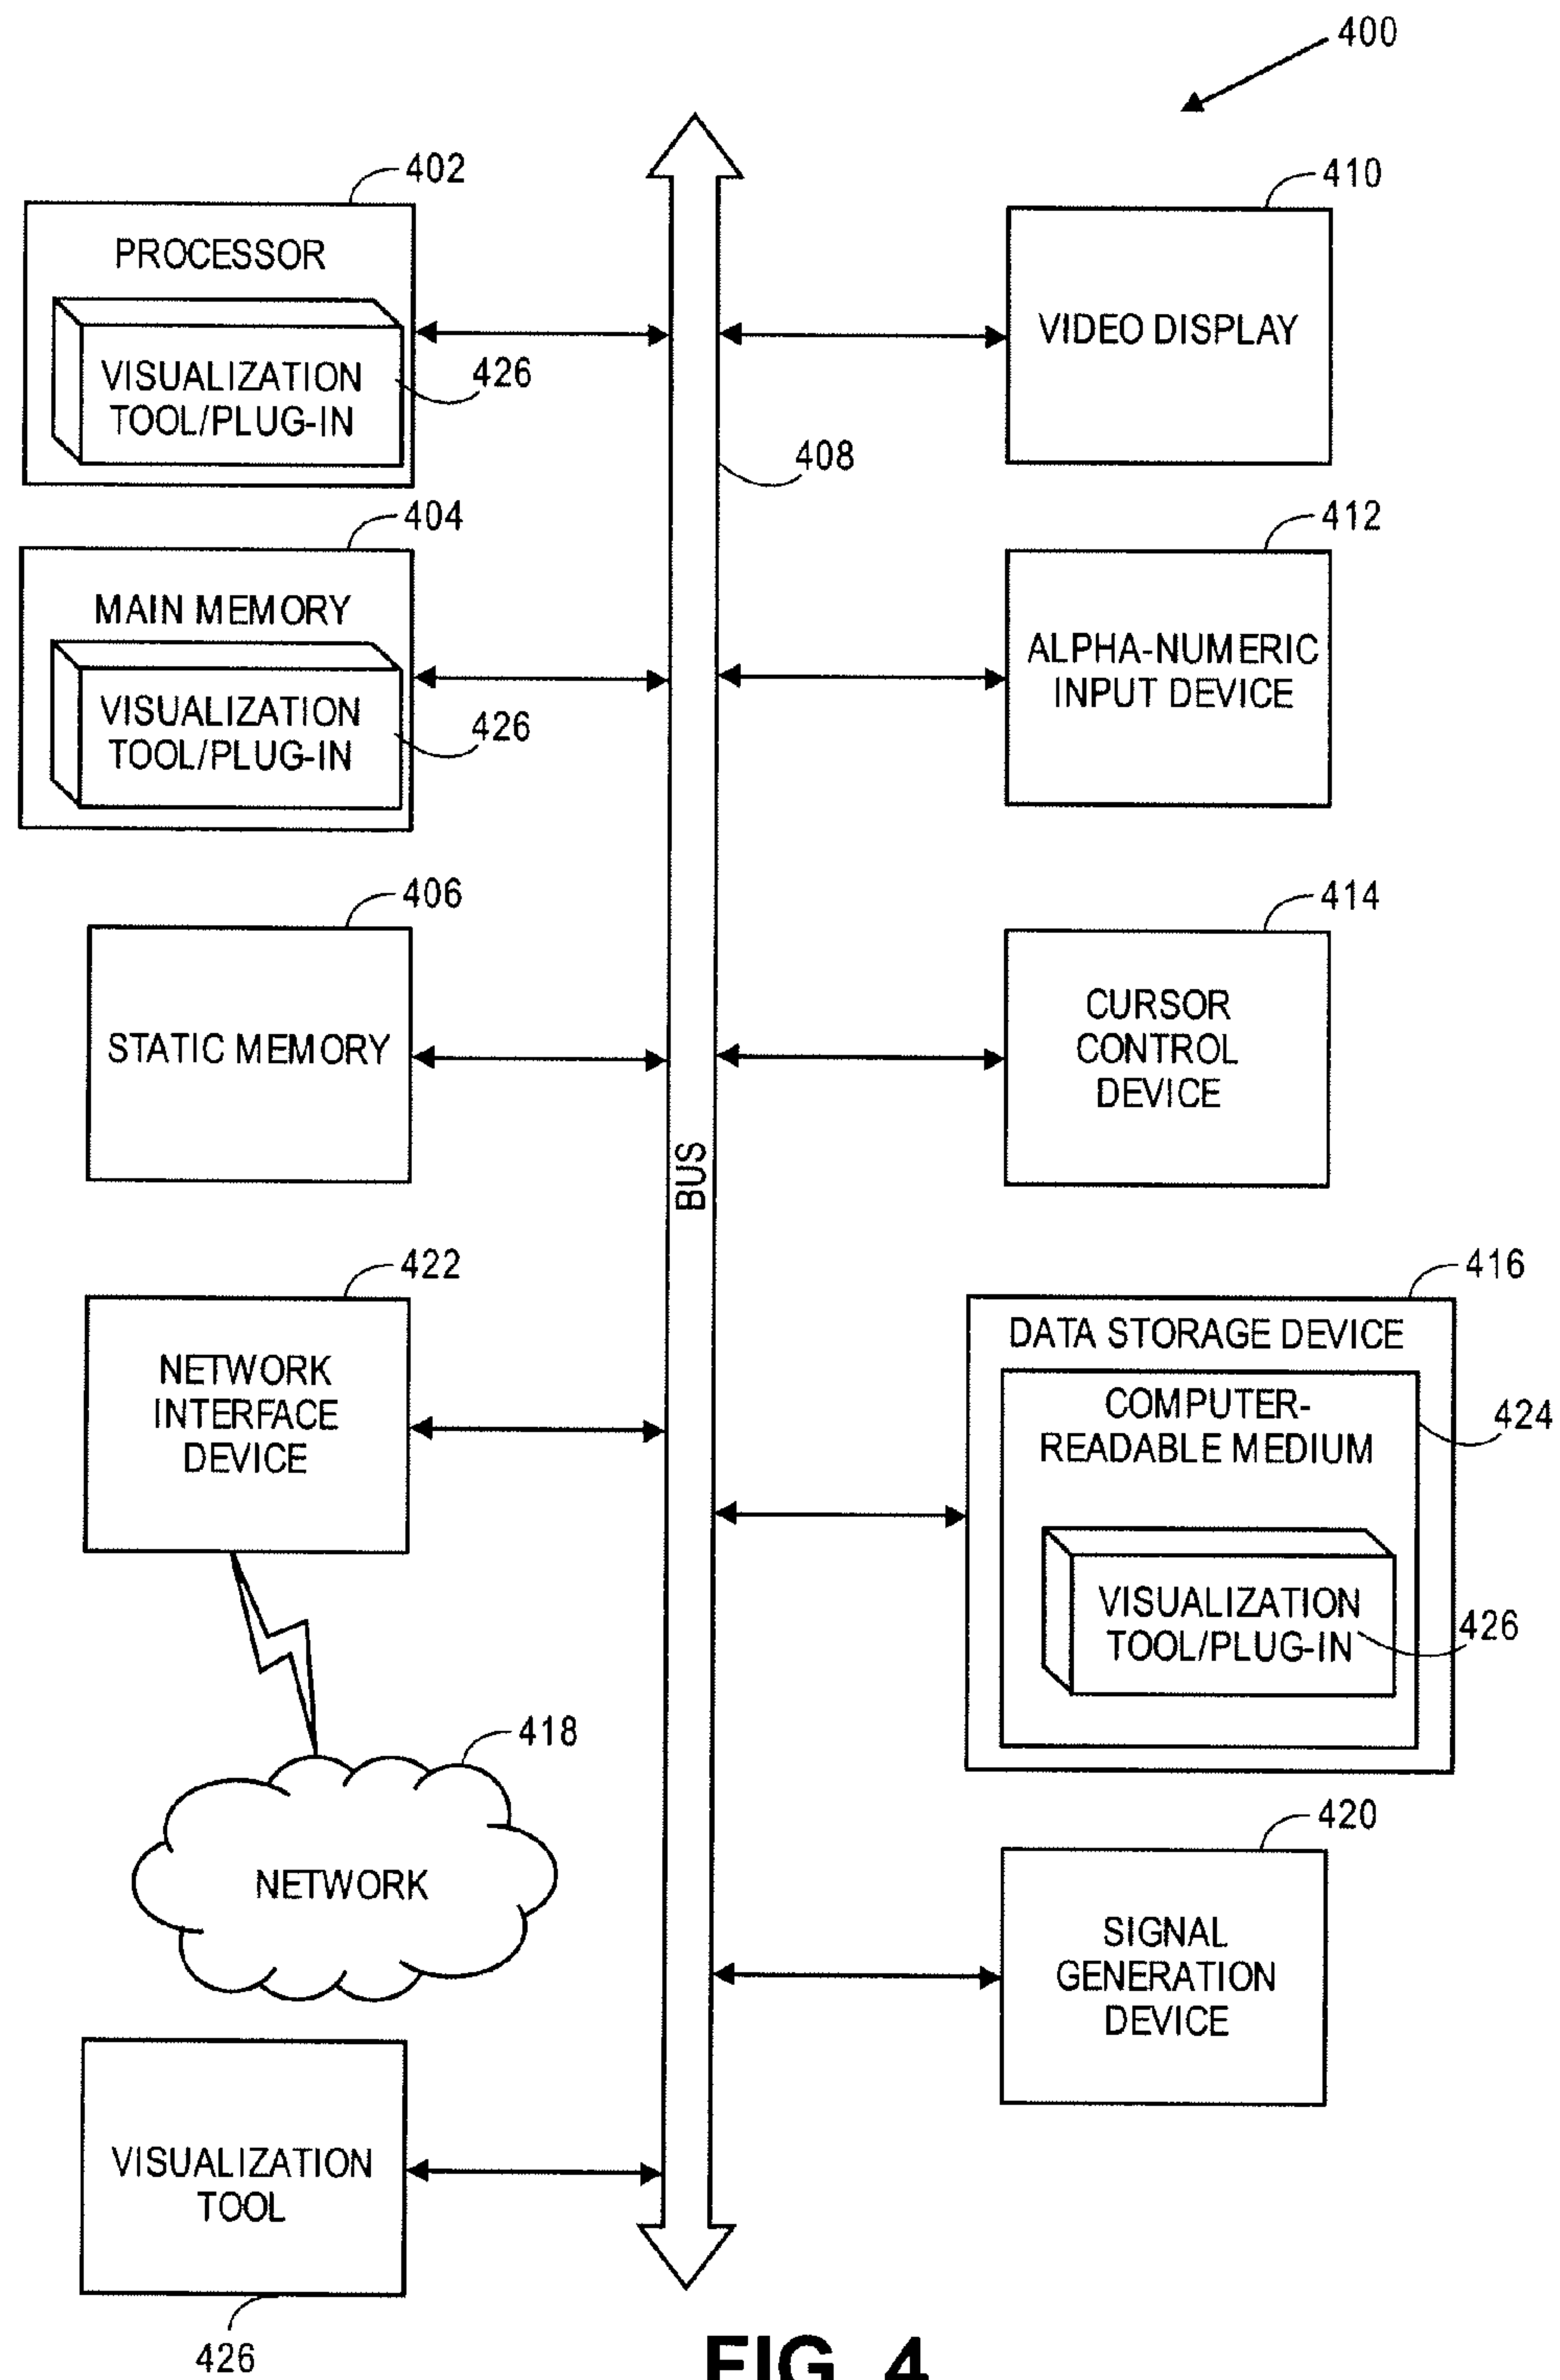 400
402
PROCESSOR
VISUALIZATION
TOOL/PLUG-IN
426
404
MAIN MEMORY
VISUALIZATION
TOOL/PLUG-IN
426
406
STATIC MEMORY
422
NETWORK
INTERFACE
DEVICE
418
NETWORK
VISUALIZATION
TOOL
426
408
BUS
410
VIDEO DISPLAY
412
ALPHA-NUMERIC
INPUT DEVICE
414
CURSOR
CONTROL
DEVICE
416
DATA STORAGE DEVICE
COMPUTER-
READABLE MEDIUM
424
VISUALIZATION
TOOL/PLUG-IN
426
420
SIGNAL
GENERATION
DEVICE
FIG. 4